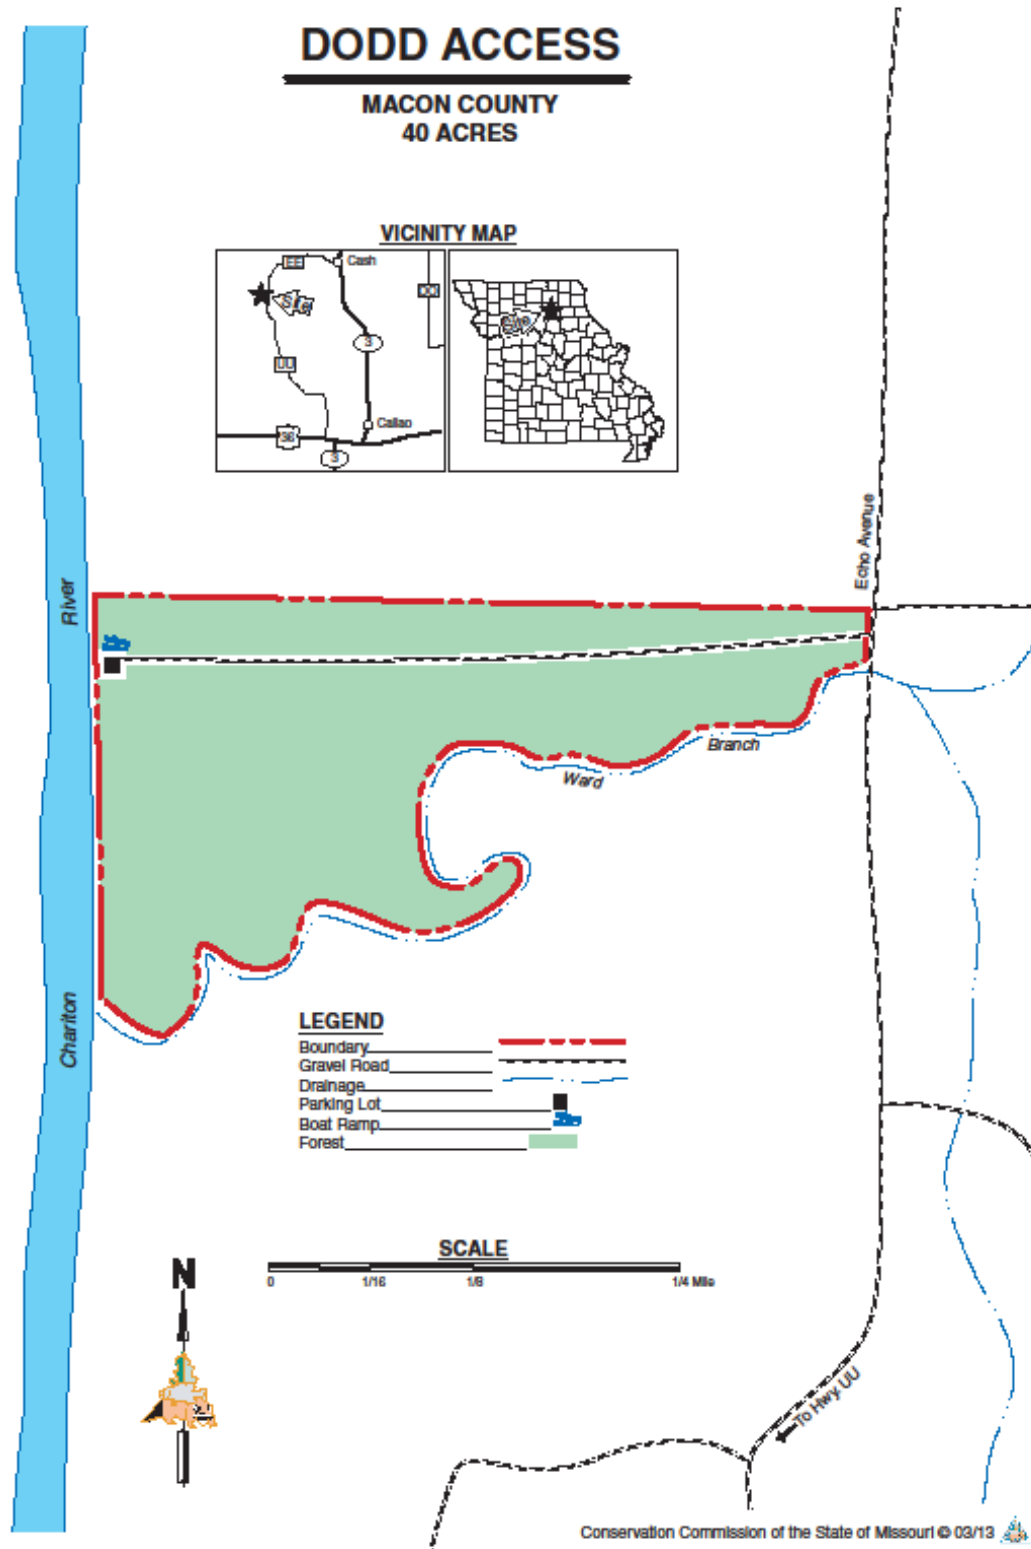 DODD ACCESS
MACON COUNTY
40 ACRES
VICINITY MAP
EE
Cash
Site
UU
3
36
Callao
3
Site
Echo Avenue
River
Branch
Ward
Chariton
LEGEND
Boundary
Gravel Road
Drainage
Parking Lot
Boat Ramp
Forest
SCALE
0 1/16 1/8 1/4 Mile
N
To Hwy. UU
Conservation Commission of the State of Missouri © 03/13